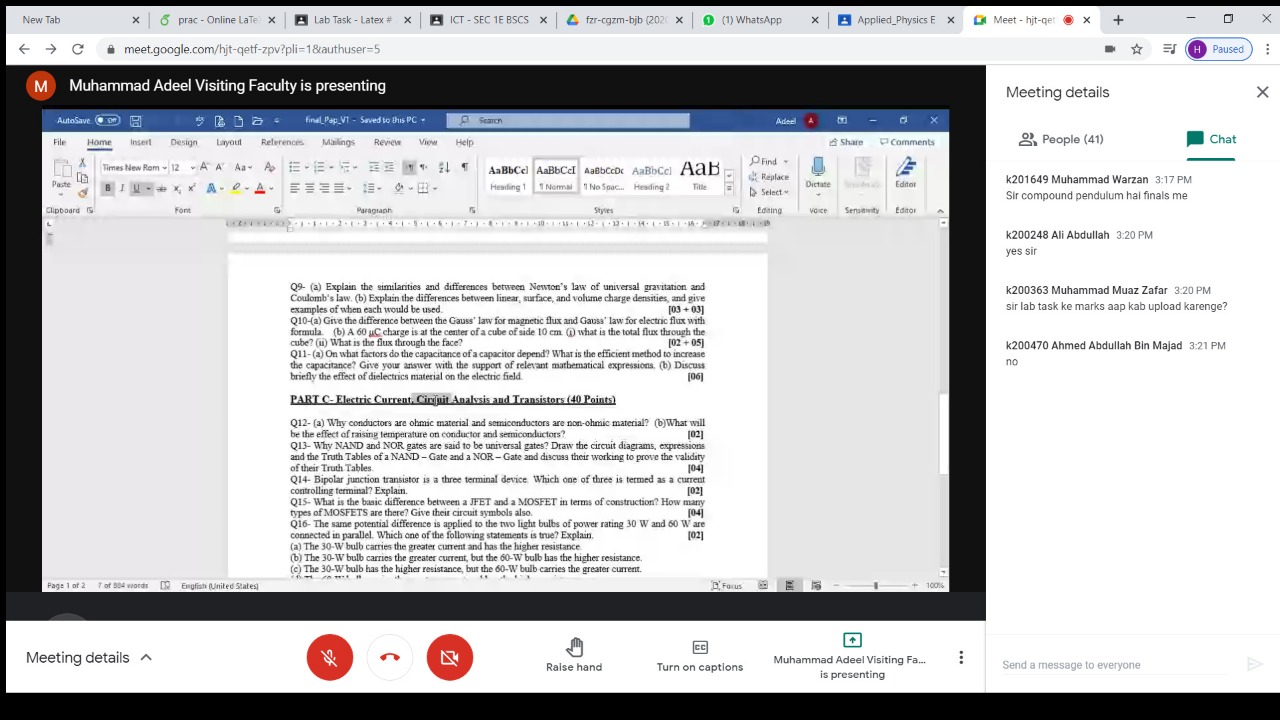 New Tab
prac - Online LaTe
Lab Task - Latex #
ICT - SEC 1E BSCS
fzr-cgzm-bjb (202
(1) WhatsApp
Applied_Physics E
Meet - hjt-qet
meet.google.com/hjt-qetf-zpv?pli=1&authuser=5
H Paused
M Muhammad Adeel Visiting Faculty is presenting
AutoSave Off final_Pap_V1 - Saved to this PC Search Adeel A
File Home Insert Design Layout References Mailings Review View Help Share Comments
Paste Times New Rom 12 Aa
B I U ab x x A A
AaBbCcI AaBbCcI AaBbCcDc AaBbCcI AaB
Heading 1 ¶ Normal ¶ No Spac... Heading 2 Title
Find Replace Select
Dictate Sensitivity Editor
Clipboard Font Paragraph Styles Editing Voice Sensitivity Editor
Q9- (a) Explain the similarities and differences between Newton's law of universal gravitation and
Coulomb's law. (b) Explain the differences between linear, surface, and volume charge densities, and give
examples of when each would be used. [03 + 03]
Q10-(a) Give the difference between the Gauss' law for magnetic flux and Gauss' law for electric flux with
formula. (b) A 60 µC charge is at the center of a cube of side 10 cm. (i) what is the total flux through the
cube? (ii) What is the flux through the face? [02 + 05]
Q11- (a) On what factors do the capacitance of a capacitor depend? What is the efficient method to increase
the capacitance? Give your answer with the support of relevant mathematical expressions. (b) Discuss
briefly the effect of dielectrics material on the electric field. [06]
PART C- Electric Current, Circuit Analysis and Transistors (40 Points)
Q12- (a) Why conductors are ohmic material and semiconductors are non-ohmic material? (b)What will
be the effect of raising temperature on conductor and semiconductors? [02]
Q13- Why NAND and NOR gates are said to be universal gates? Draw the circuit diagrams, expressions
and the Truth Tables of a NAND – Gate and a NOR – Gate and discuss their working to prove the validity
of their Truth Tables. [04]
Q14- Bipolar junction transistor is a three terminal device. Which one of three is termed as a current
controlling terminal? Explain. [02]
Q15- What is the basic difference between a JFET and a MOSFET in terms of construction? How many
types of MOSFETS are there? Give their circuit symbols also. [04]
Q16- The same potential difference is applied to the two light bulbs of power rating 30 W and 60 W are
connected in parallel. Which one of the following statements is true? Explain. [02]
(a) The 30-W bulb carries the greater current and has the higher resistance.
(b) The 30-W bulb carries the greater current, but the 60-W bulb has the higher resistance.
(c) The 30-W bulb has the higher resistance, but the 60-W bulb carries the greater current.
Page 1 of 2 7 of 884 words English (United States) Focus 100%
Meeting details
Raise hand
CC
Turn on captions
Muhammad Adeel Visiting Fa...
is presenting
Meeting details
People (41)
Chat
k201649 Muhammad Warzan 3:17 PM
Sir compound pendulum hai finals me
k200248 Ali Abdullah 3:20 PM
yes sir
k200363 Muhammad Muaz Zafar 3:20 PM
sir lab task ke marks aap kab upload karenge?
k200470 Ahmed Abdullah Bin Majad 3:21 PM
no
Send a message to everyone